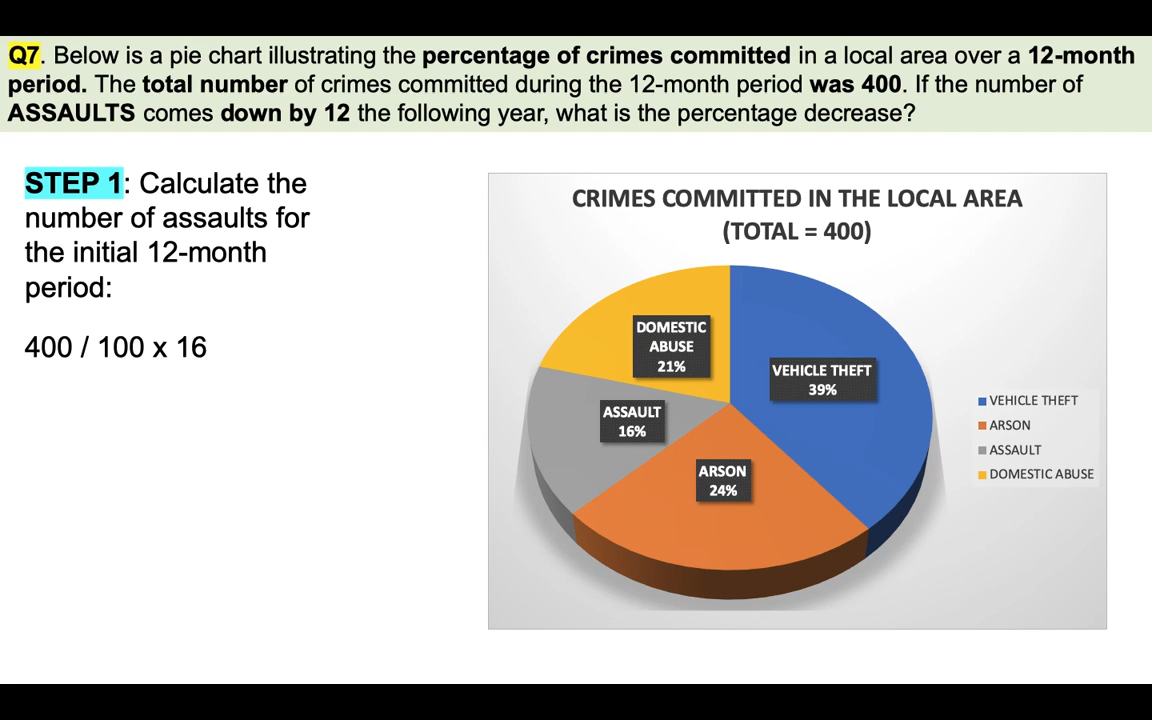 Q7. Below is a pie chart illustrating the percentage of crimes committed in a local area over a 12-month
period. The total number of crimes committed during the 12-month period was 400. If the number of
ASSAULTS comes down by 12 the following year, what is the percentage decrease?
STEP 1: Calculate the
number of assaults for
the initial 12-month
period:
400 / 100 x 16
CRIMES COMMITTED IN THE LOCAL AREA
(TOTAL = 400)
DOMESTIC
ABUSE
21%
VEHICLE THEFT
39%
ASSAULT
16%
ARSON
24%
VEHICLE THEFT
ARSON
ASSAULT
DOMESTIC ABUSE